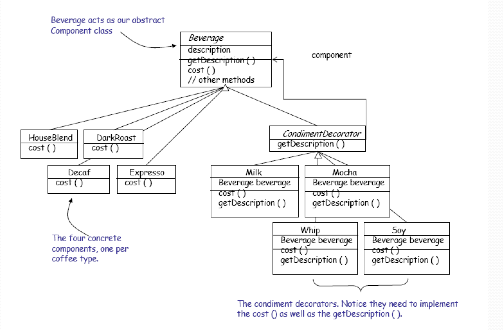 Beverage acts as our abstract
Component class
Beverage
description
getDescription ( )
cost ( )
// other methods
component
HouseBlend
cost ( )
DarkRoast
cost ( )
CondimentDecorator
getDescription ( )
Decaf
cost ( )
Expresso
cost ( )
Milk
Beverage beverage
cost ( )
getDescription ( )
Mocha
Beverage beverage
cost ( )
getDescription ( )
Whip
Beverage beverage
cost ( )
getDescription ( )
Soy
Beverage beverage
cost ( )
getDescription ( )
The four concrete
components, one per
coffee type.
The condiment decorators. Notice they need to implement
the cost () as well as the getDescription ( ).